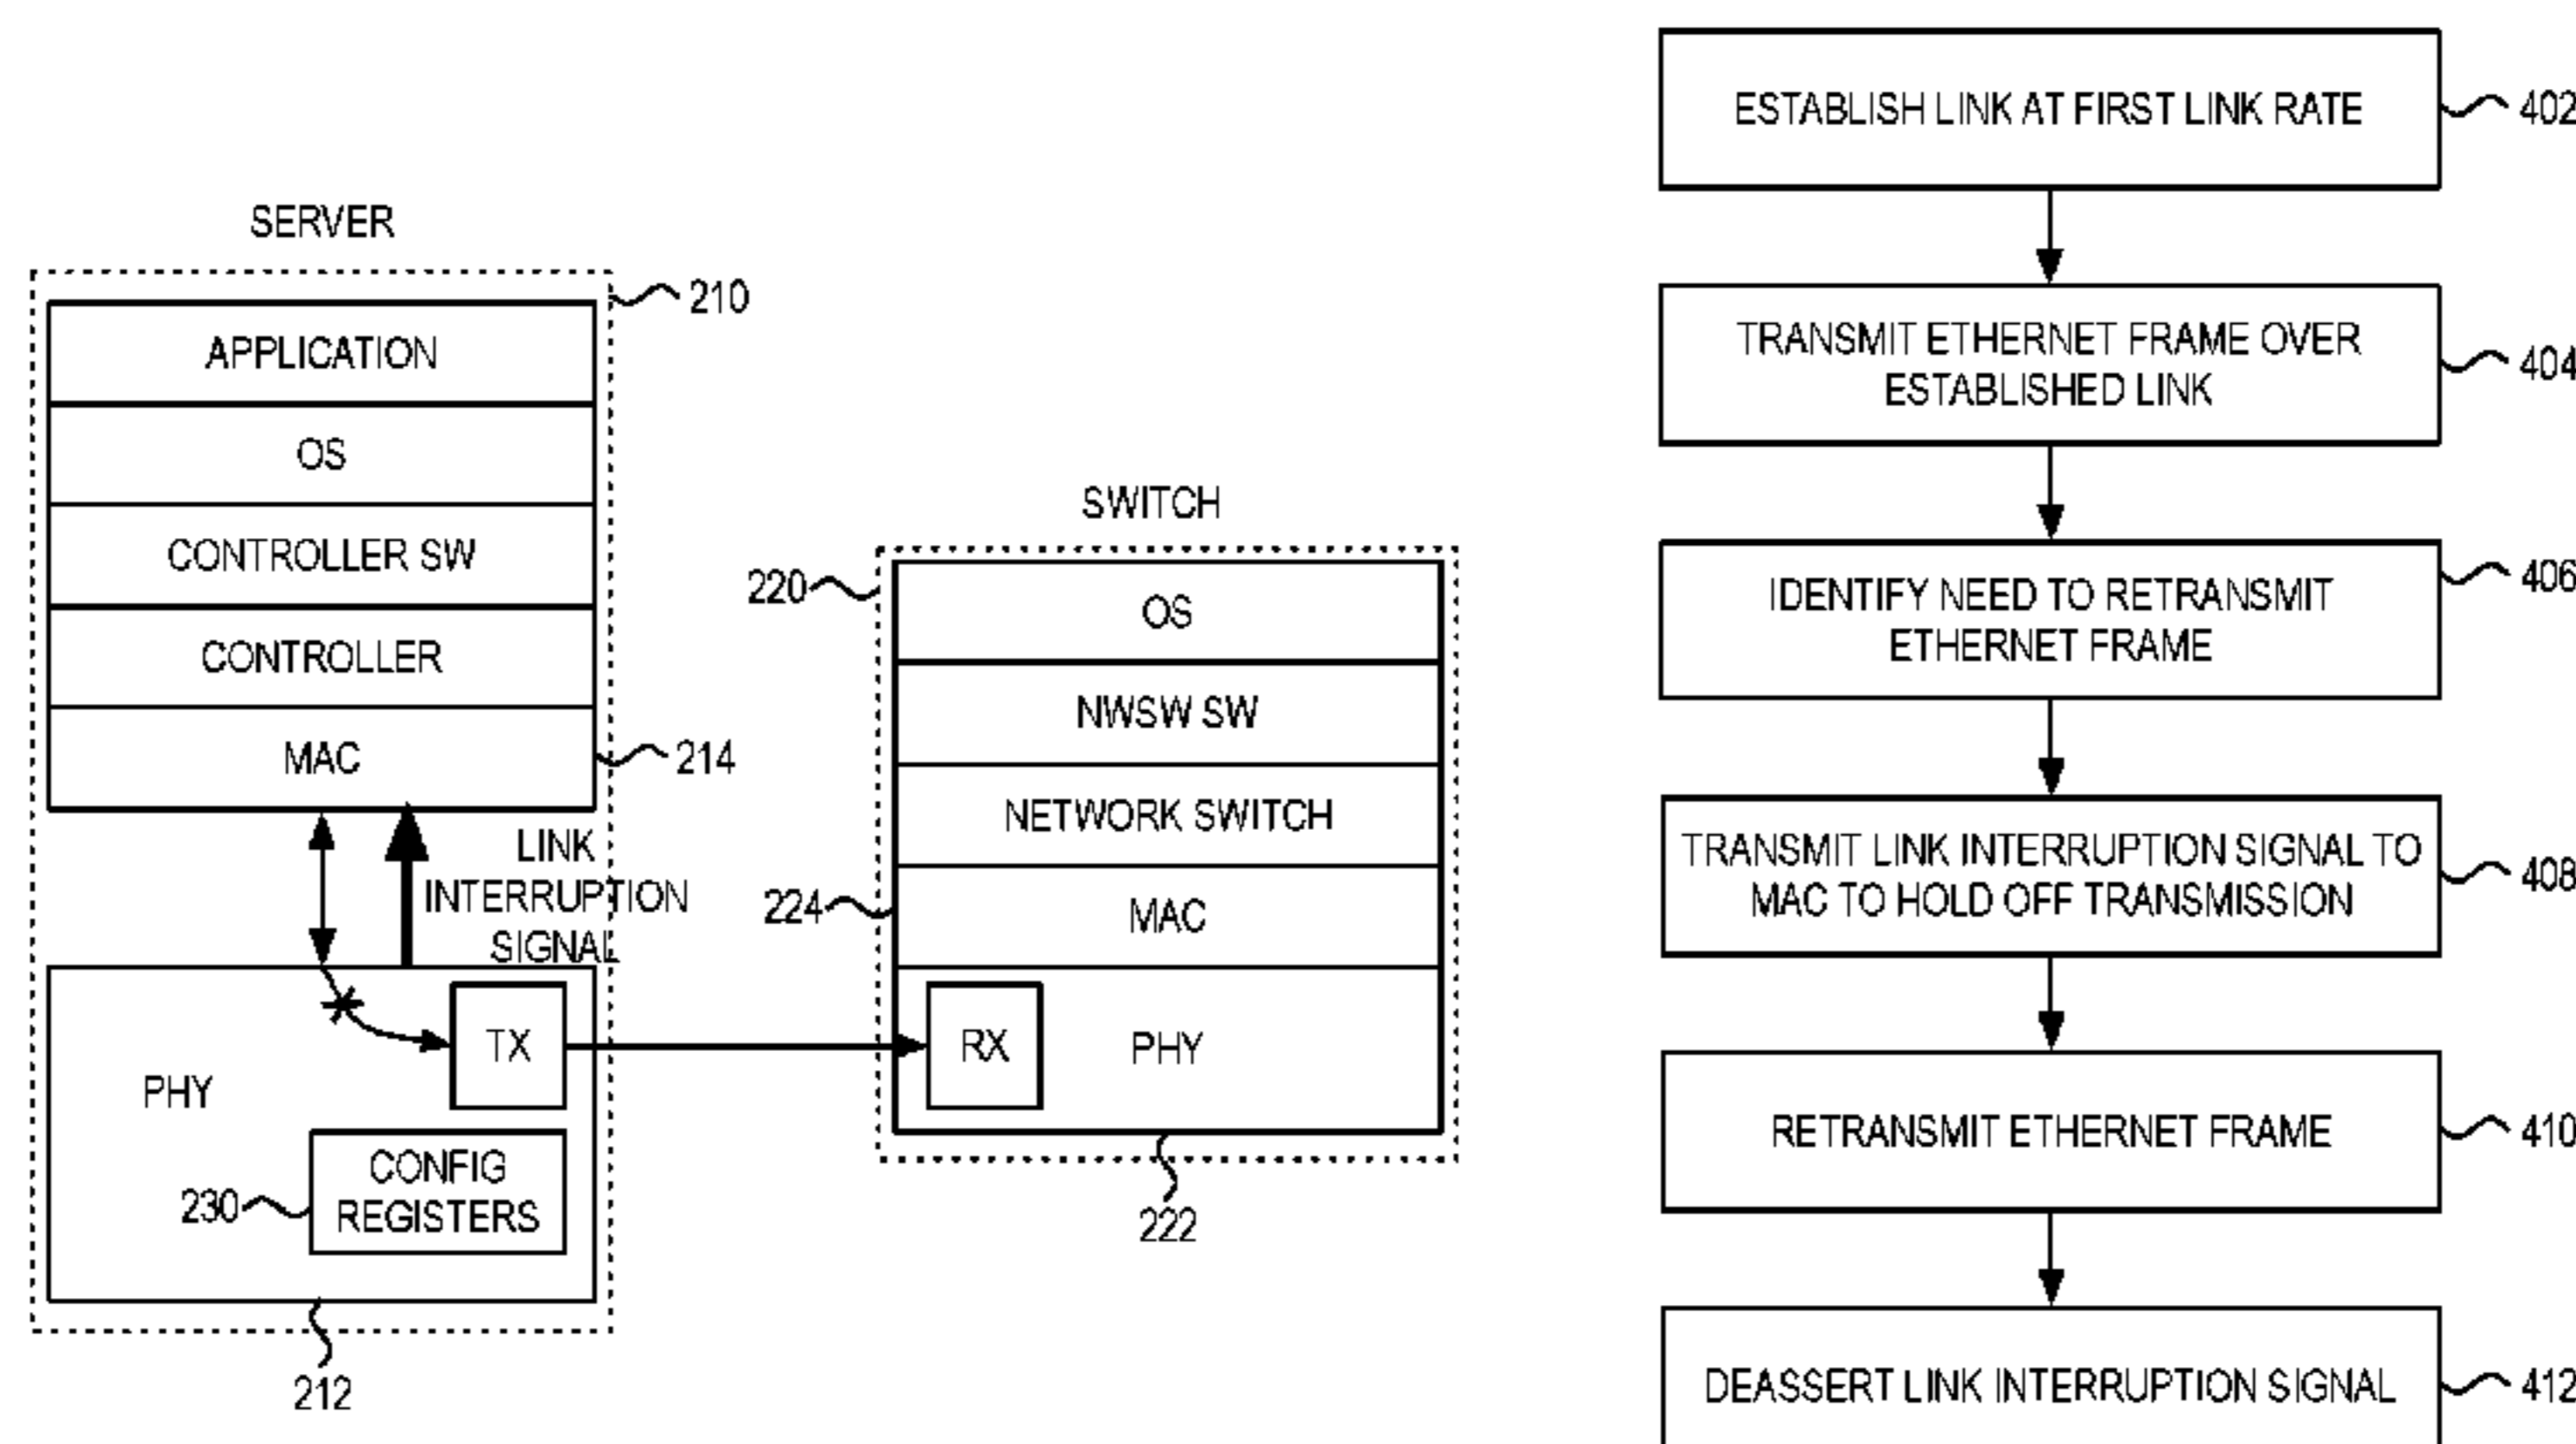 SERVER
210
APPLICATION
OS
CONTROLLER SW
CONTROLLER
MAC
214
LINK
INTERRUPTION
SIGNAL
TX
PHY
CONFIG
REGISTERS
230
212
SWITCH
220
OS
NWSW SW
NETWORK SWITCH
224
MAC
RX
PHY
222
ESTABLISH LINK AT FIRST LINK RATE
402
TRANSMIT ETHERNET FRAME OVER
ESTABLISHED LINK
404
IDENTIFY NEED TO RETRANSMIT
ETHERNET FRAME
406
TRANSMIT LINK INTERRUPTION SIGNAL TO
MAC TO HOLD OFF TRANSMISSION
408
RETRANSMIT ETHERNET FRAME
410
DEASSERT LINK INTERRUPTION SIGNAL
412